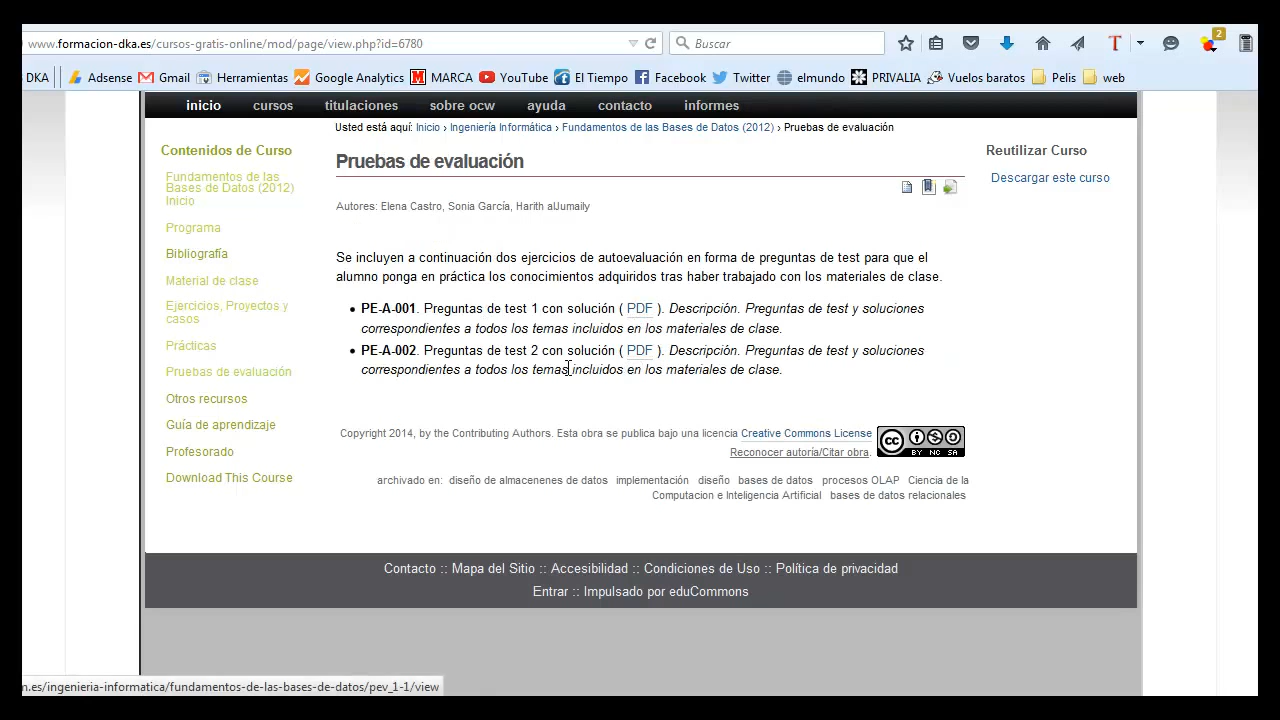 www.formacion-dka.es/cursos-gratis-online/mod/page/view.php?id=6780
Buscar
2
DKA Adsense Gmail Herramientas Google Analytics MARCA YouTube El Tiempo Facebook Twitter elmundo PRIVALIA Vuelos baratos Pelis web
inicio cursos titulaciones sobre ocw ayuda contacto informes
Usted está aquí: Inicio › Ingeniería Informática › Fundamentos de las Bases de Datos (2012) › Pruebas de evaluación
Contenidos de Curso
Fundamentos de las
Bases de Datos (2012)
Inicio
Programa
Bibliografía
Material de clase
Ejercicios, Proyectos y
casos
Prácticas
Pruebas de evaluación
Otros recursos
Guía de aprendizaje
Profesorado
Download This Course
Pruebas de evaluación
Autores: Elena Castro, Sonia García, Harith alJumaily
Se incluyen a continuación dos ejercicios de autoevaluación en forma de preguntas de test para que el
alumno ponga en práctica los conocimientos adquiridos tras haber trabajado con los materiales de clase.
• PE-A-001. Preguntas de test 1 con solución ( PDF ). Descripción. Preguntas de test y soluciones
correspondientes a todos los temas incluidos en los materiales de clase.
• PE-A-002. Preguntas de test 2 con solución ( PDF ). Descripción. Preguntas de test y soluciones
correspondientes a todos los temas incluidos en los materiales de clase.
Copyright 2014, by the Contributing Authors. Esta obra se publica bajo una licencia Creative Commons License
Reconocer autoría/Citar obra.
cc BY NC SA
archivado en: diseño de almacenenes de datos implementación diseño bases de datos procesos OLAP Ciencia de la
Computacion e Inteligencia Artificial bases de datos relacionales
Reutilizar Curso
Descargar este curso
Contacto :: Mapa del Sitio :: Accesibilidad :: Condiciones de Uso :: Política de privacidad
Entrar :: Impulsado por eduCommons
n.es/ingenieria-informatica/fundamentos-de-las-bases-de-datos/pev_1-1/view